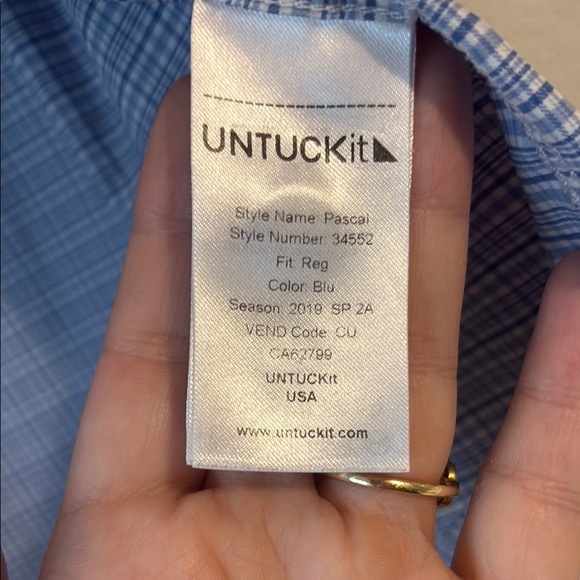 UNTUCKit
Style Name: Pascal
Style Number: 34552
Fit: Reg
Color: Blu
Season: 2019 SP 2A
VEND Code: CU
CA62799
UNTUCKit
USA
www.untuckit.com